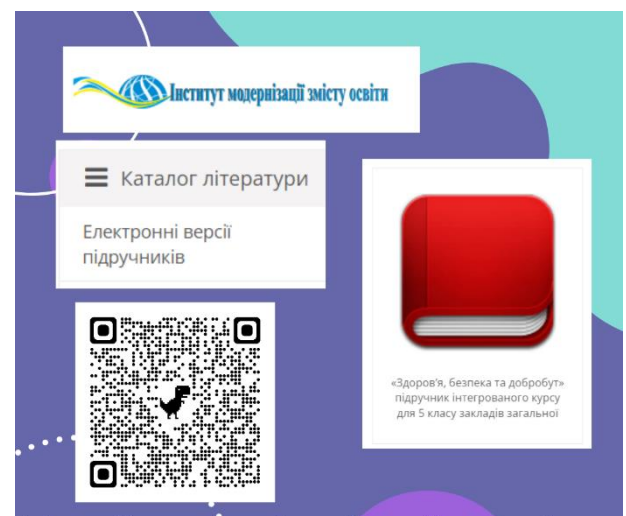 Інститут модернізації змісту освіти
Каталог літератури
Електронні версії
підручників
«Здоров'я, безпека та добробут»
підручник інтегрованого курсу
для 5 класу закладів загальної